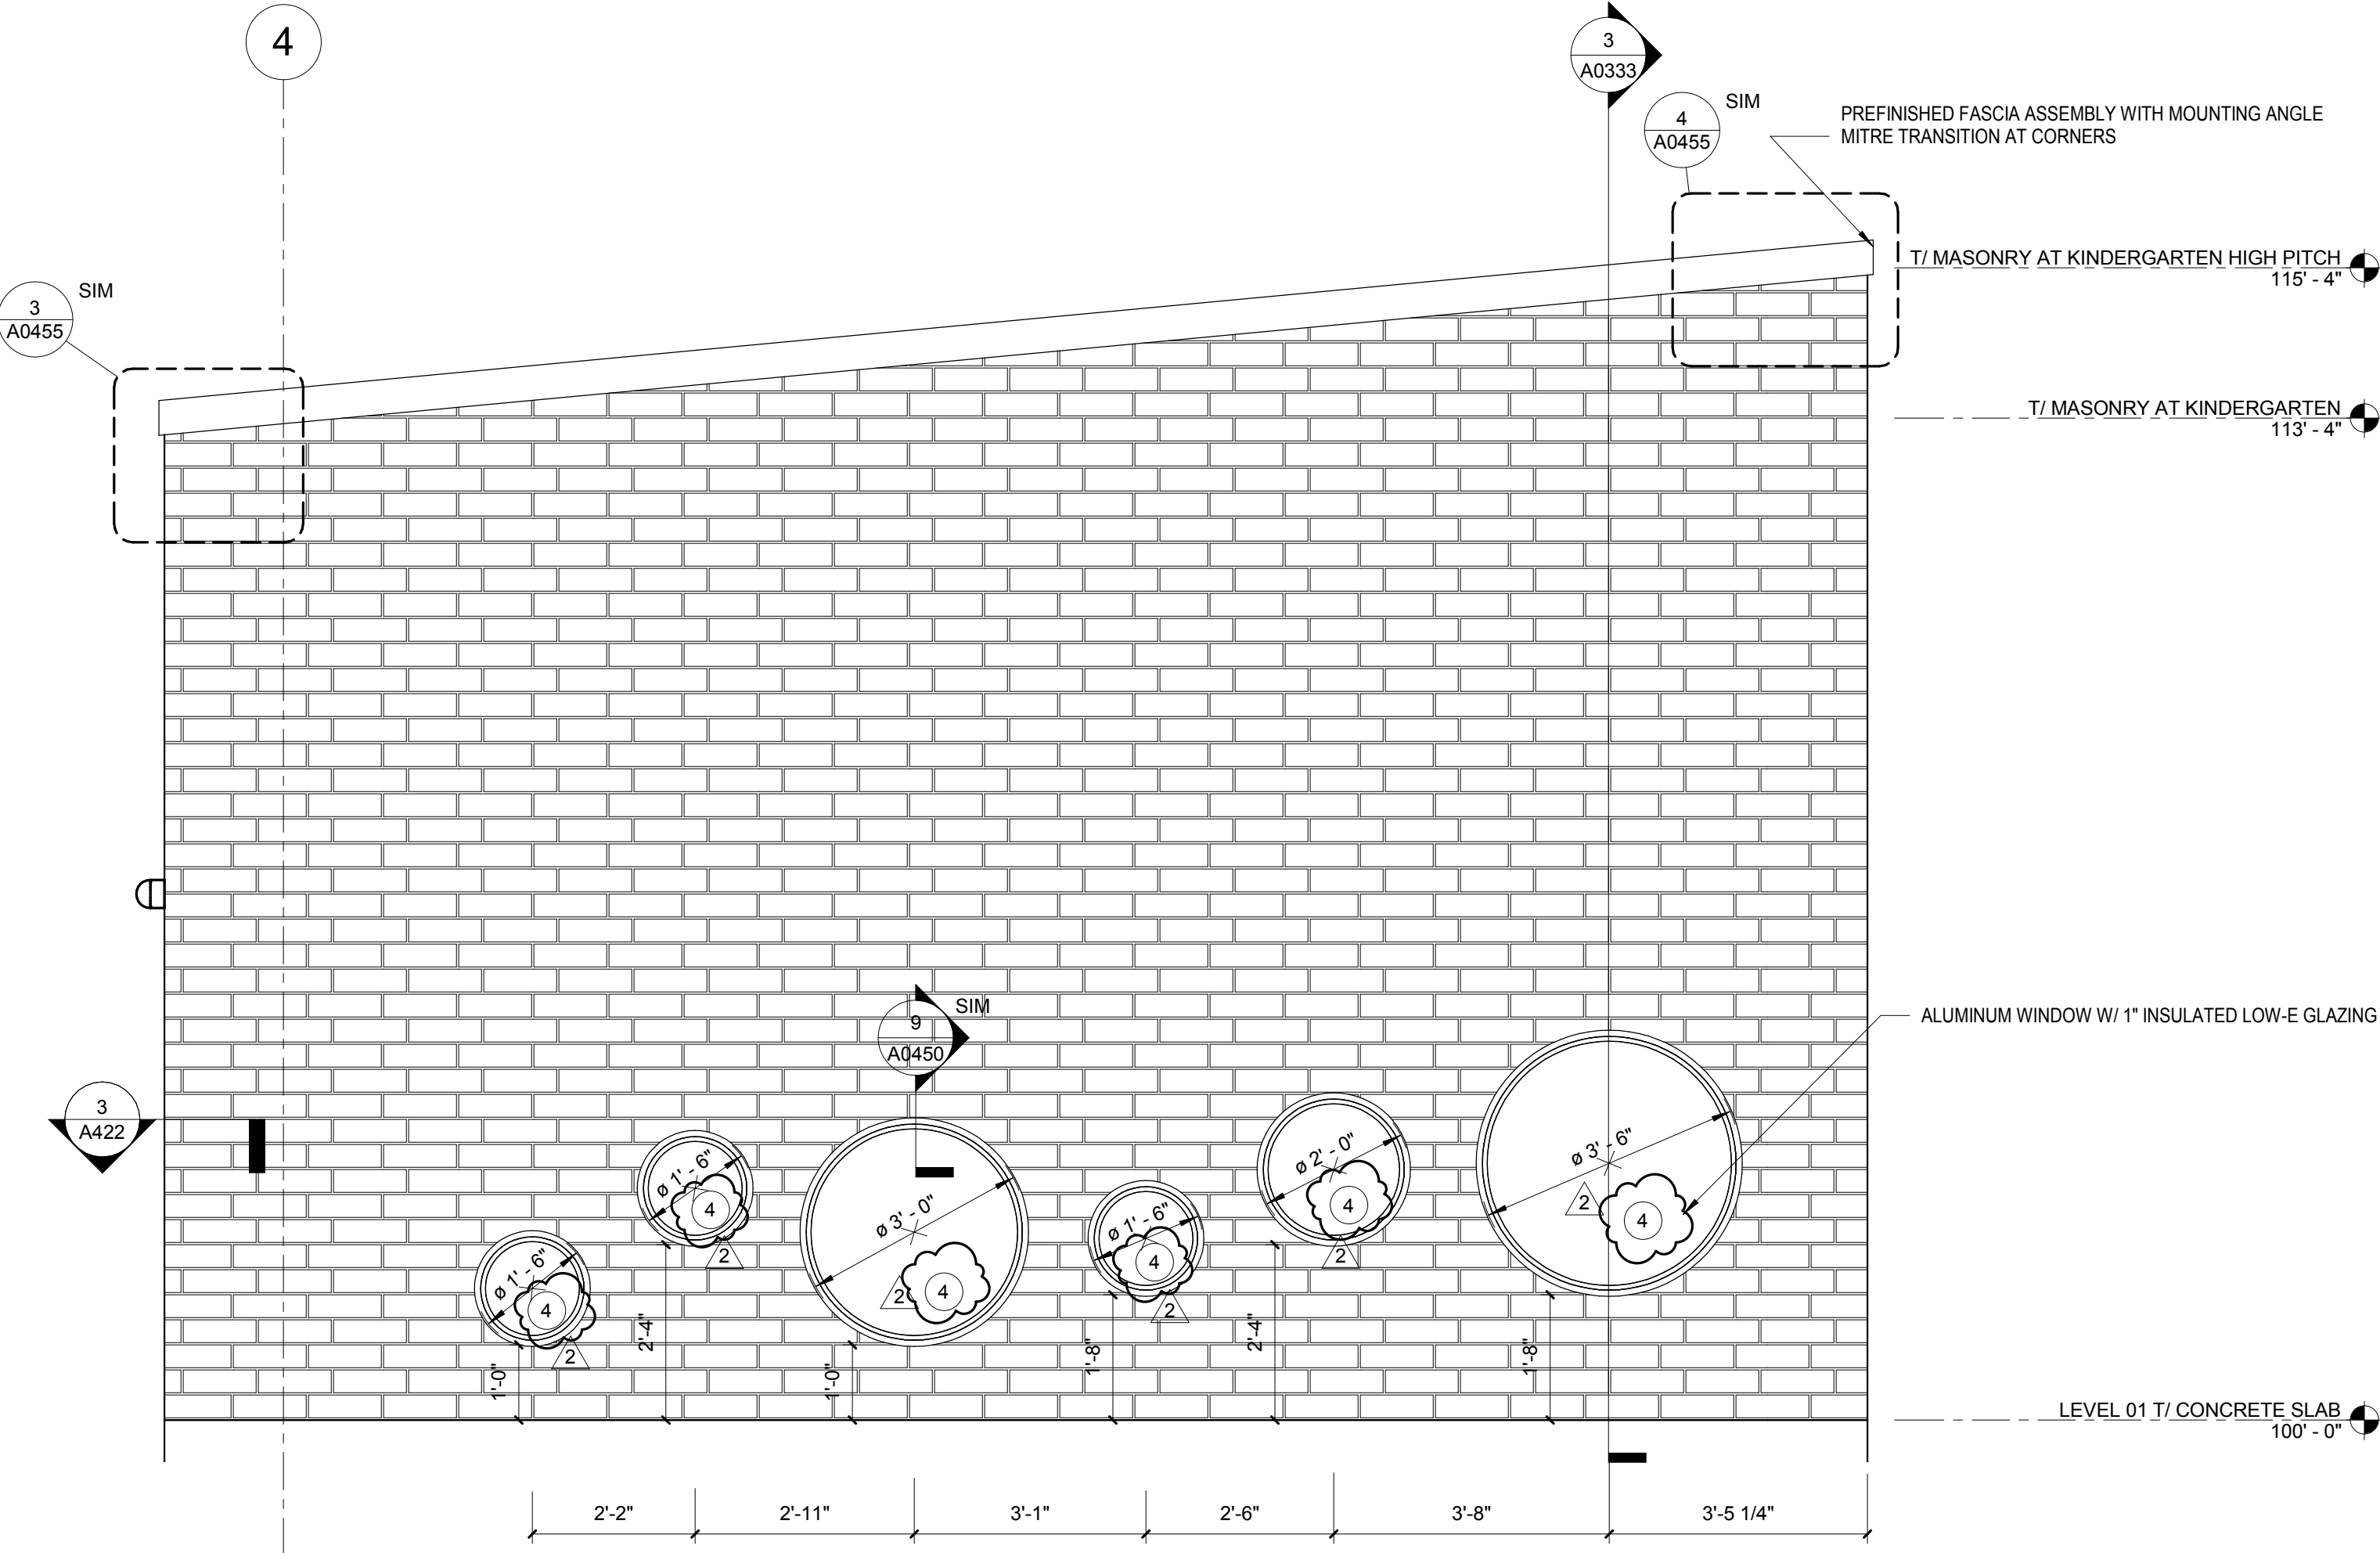 4
3
A0333
4
A0455
SIM
PREFINISHED FASCIA ASSEMBLY WITH MOUNTING ANGLE
MITRE TRANSITION AT CORNERS
T/ MASONRY AT KINDERGARTEN HIGH PITCH
115' - 4"
3
A0455
SIM
T/ MASONRY AT KINDERGARTEN
113' - 4"
9
A0450
SIM
ALUMINUM WINDOW W/ 1" INSULATED LOW-E GLAZING
3
A422
ø 1' - 6"
4
2
ø 1' - 6"
4
2
ø 3' - 0"
4
2
ø 1' - 6"
4
2
ø 2' - 0"
4
2
ø 3' - 6"
4
2
1'-0"
2'-4"
1'-0"
1'-8"
2'-4"
1'-8"
LEVEL 01 T/ CONCRETE SLAB
100' - 0"
2'-2"
2'-11"
3'-1"
2'-6"
3'-8"
3'-5 1/4"